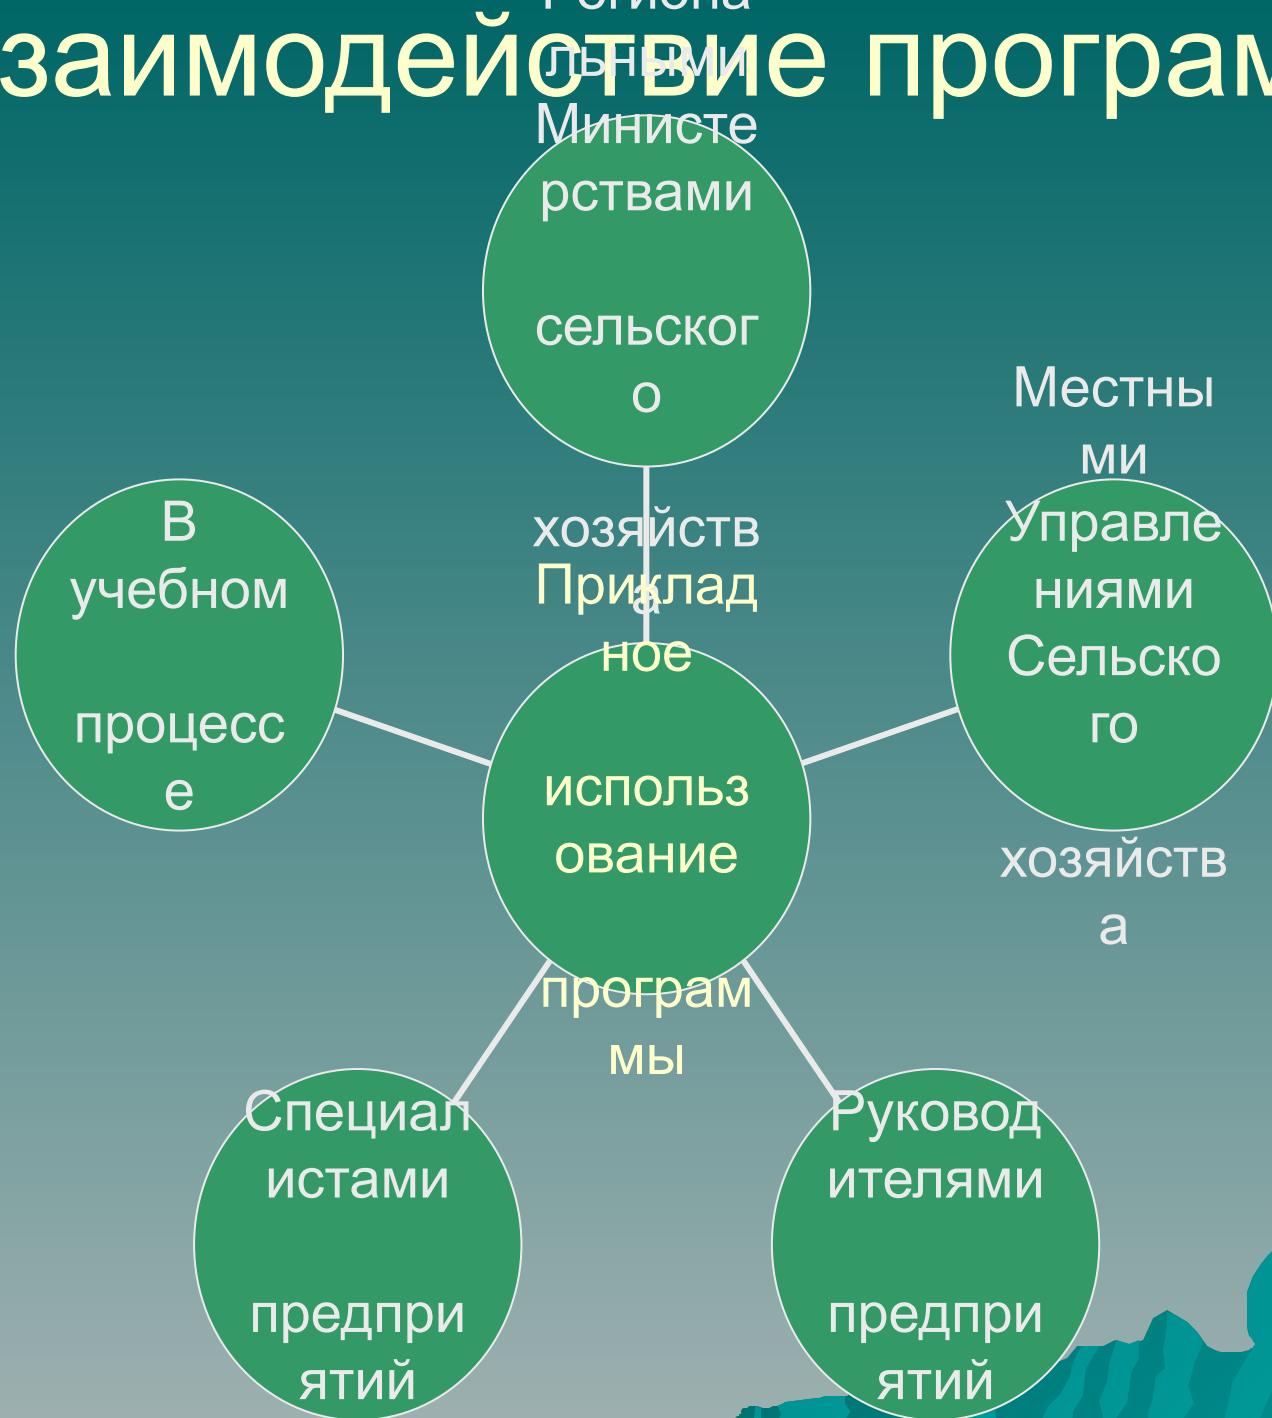 заимодействие програм
Региона
льными
Министе
рствами
сельског
о
хозяйств
а
Местны
ми
Управле
ниями
Сельско
го
хозяйств
а
В
учебном
процесс
е
Приклад
ное
использ
ование
програм
мы
Специал
истами
предпри
ятий
Руковод
ителями
предпри
ятий